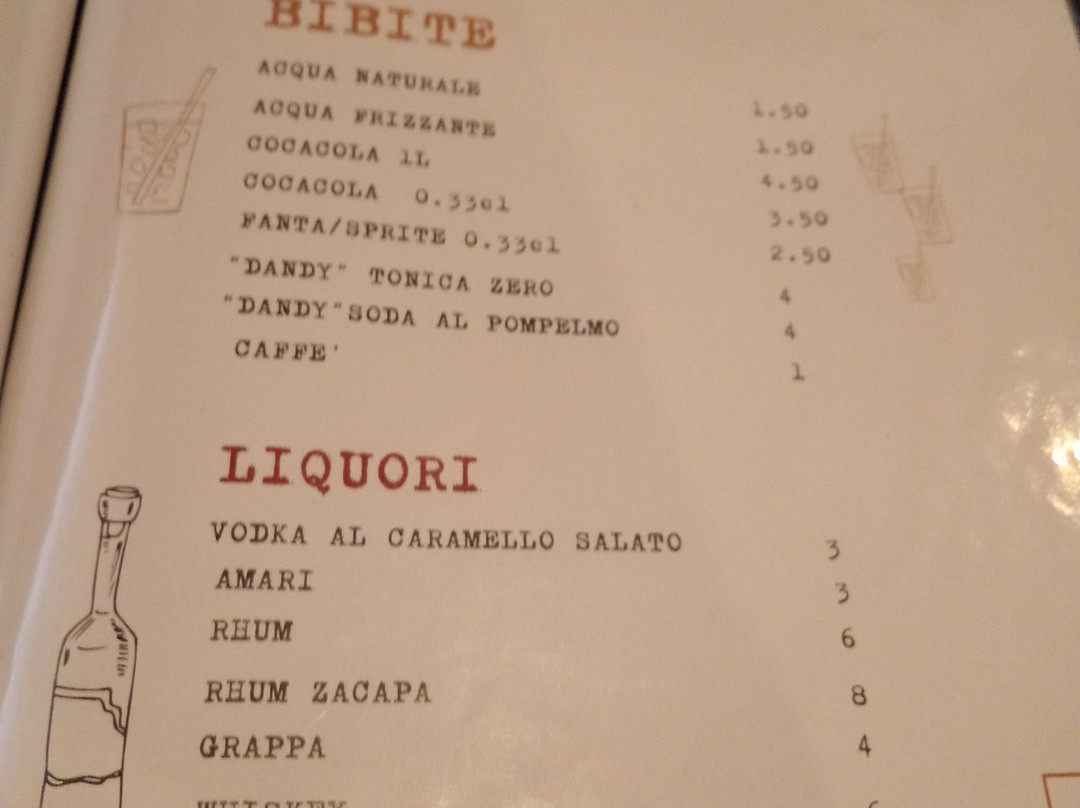 BIBITE
ACQUA NATURALE 1.50
ACQUA FRIZZANTE 1.50
COCACOLA 1L 4.50
COCACOLA 0.33cl 3.50
FANTA/SPRITE 0.33cl 2.50
"DANDY" TONICA ZERO 4
"DANDY"SODA AL POMPELMO 4
CAFFE' 1
LIQUORI
VODKA AL CARAMELLO SALATO 3
AMARI 3
RHUM 6
RHUM ZACAPA 8
GRAPPA 4
WHISKEY